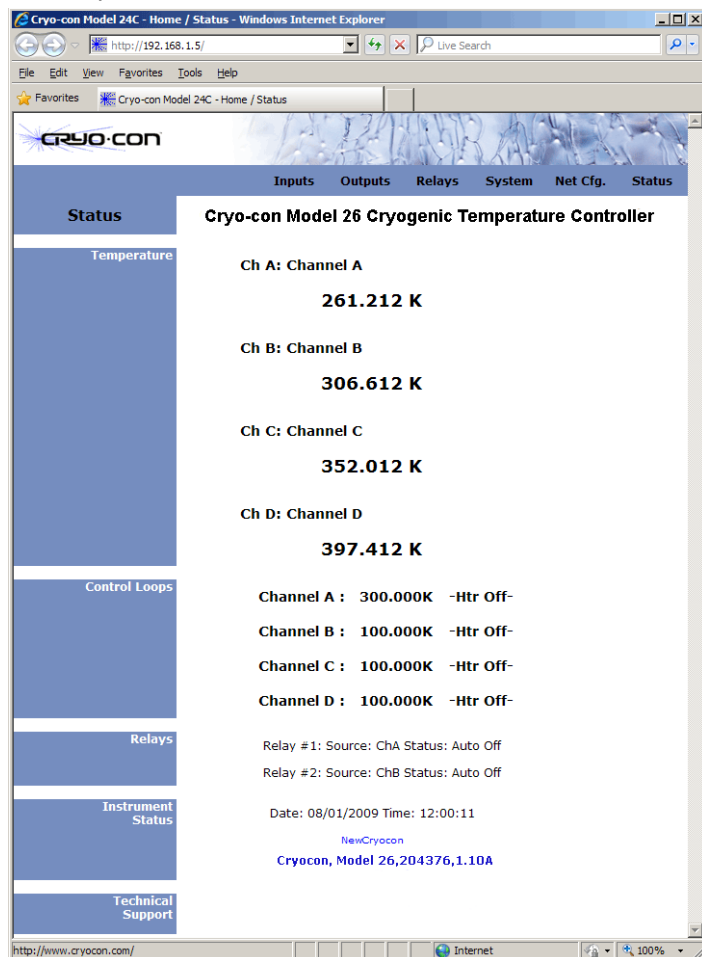 Cryo-con Model 24C - Home / Status - Windows Internet Explorer
http://192.168.1.5/
Live Search
File Edit View Favorites Tools Help
Favorites Cryo-con Model 24C - Home / Status
CRYO·CON
Inputs Outputs Relays System Net Cfg. Status
Status
Cryo-con Model 26 Cryogenic Temperature Controller
Temperature
Ch A: Channel A
261.212 K
Ch B: Channel B
306.612 K
Ch C: Channel C
352.012 K
Ch D: Channel D
397.412 K
Control Loops
Channel A : 300.000K -Htr Off-
Channel B : 100.000K -Htr Off-
Channel C : 100.000K -Htr Off-
Channel D : 100.000K -Htr Off-
Relays
Relay #1: Source: ChA Status: Auto Off
Relay #2: Source: ChB Status: Auto Off
Instrument
Status
Date: 08/01/2009 Time: 12:00:11
NewCryocon
Cryocon, Model 26,204376,1.10A
Technical
Support
http://www.cryocon.com/ Internet 100%